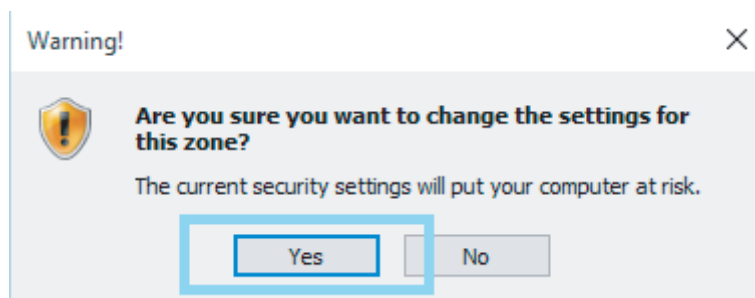 Warning!
Are you sure you want to change the settings for
this zone?
The current security settings will put your computer at risk.
Yes No